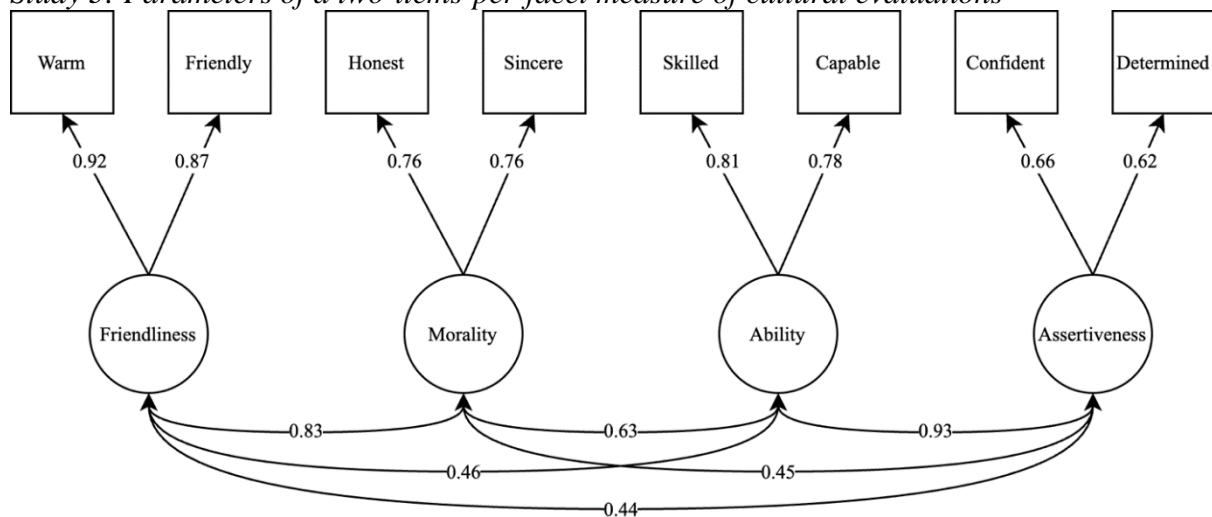 Study 3: Parameters of a two-items-per-facet measure of cultural evaluations
Warm Friendly Honest Sincere Skilled Capable Confident Determined
0.92 0.87 0.76 0.76 0.81 0.78 0.66 0.62
Friendliness Morality Ability Assertiveness
0.83 0.63 0.93
0.46 0.45
0.44